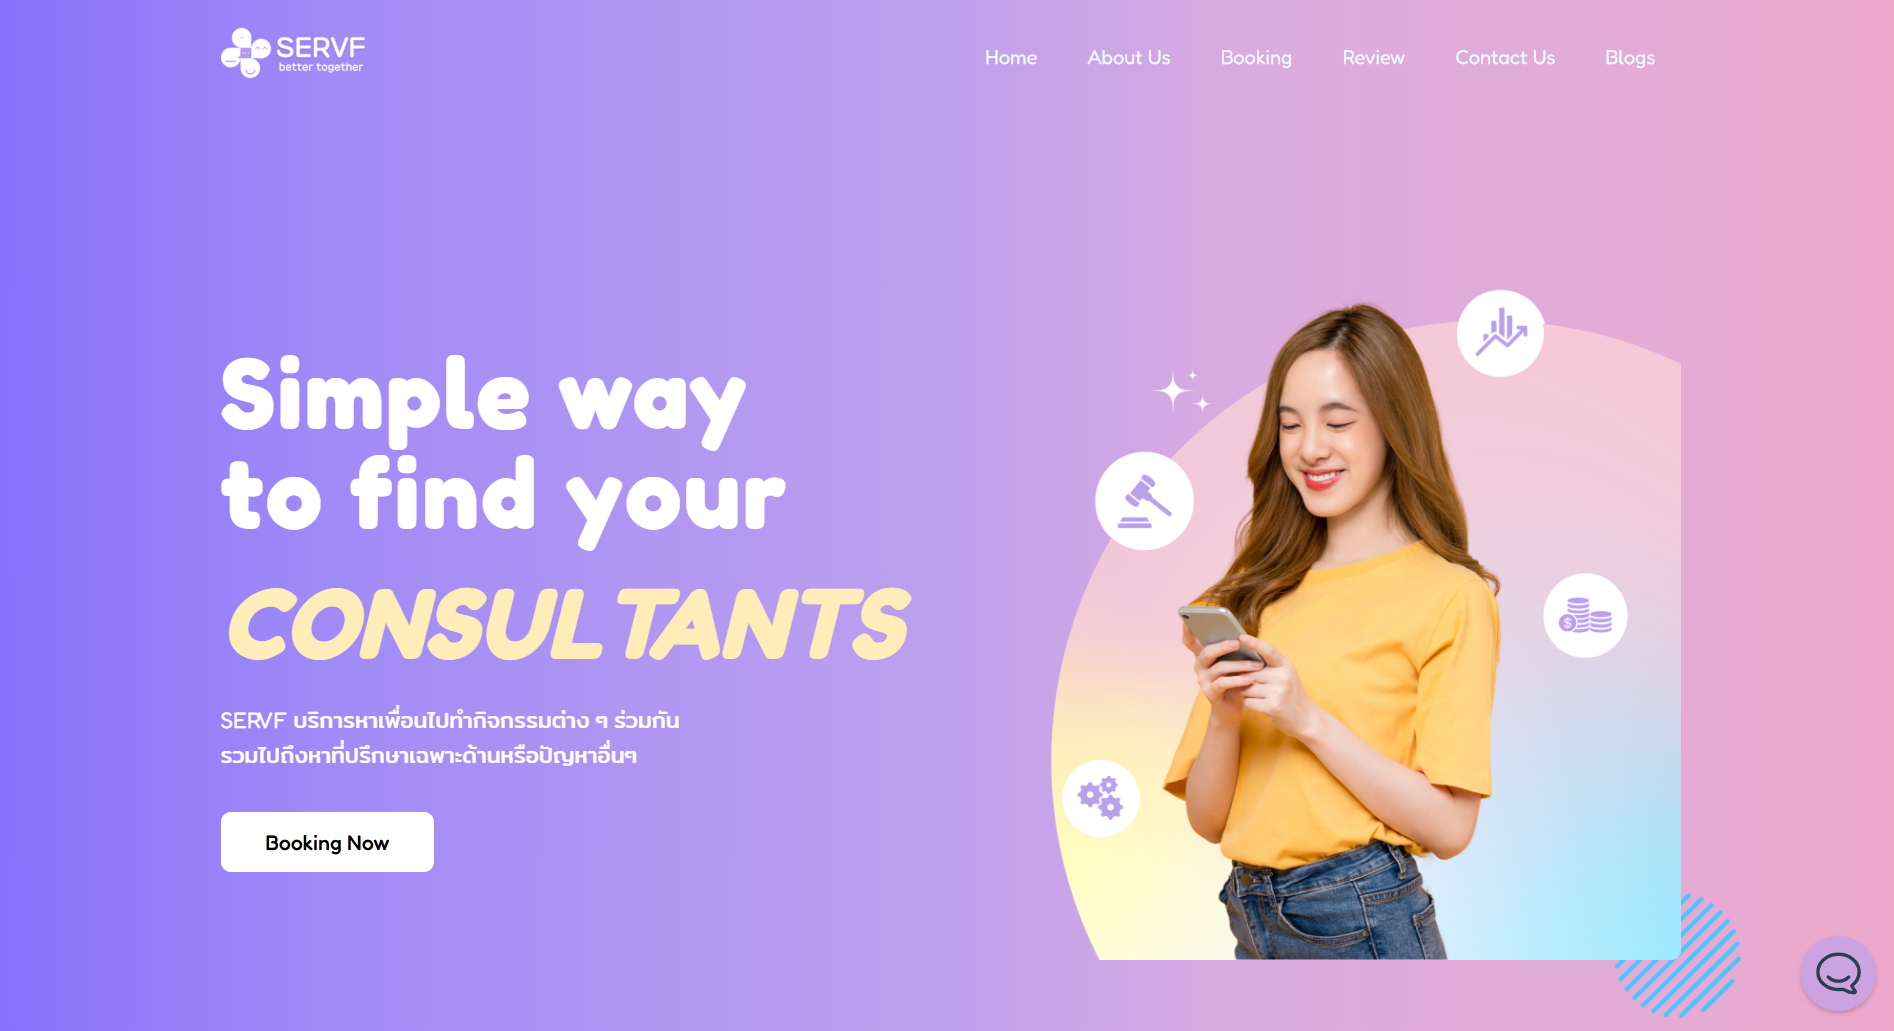 SERVF
better together
Home
About Us
Booking
Review
Contact Us
Blogs
Simple way
to find your
CONSULTANTS
SERVF บริการหาเพื่อนไปทำกิจกรรมต่าง ๆ ร่วมกัน
รวมไปถึงหาที่ปรึกษาเฉพาะด้านหรือปัญหาอื่นๆ
Booking Now
$